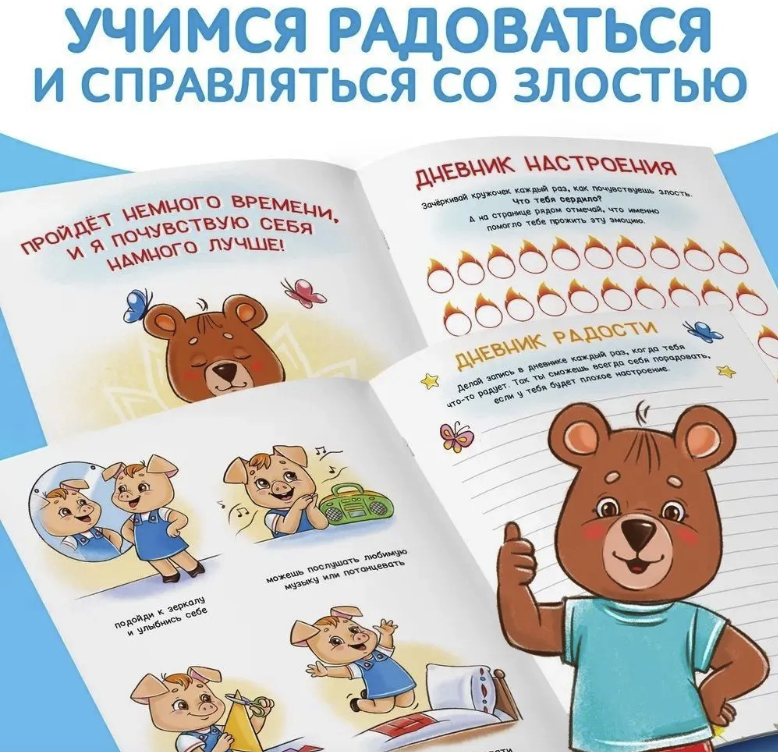 УЧИМСЯ РАДОВАТЬСЯ
И СПРАВЛЯТЬСЯ СО ЗЛОСТЬЮ
ПРОЙДЁТ НЕМНОГО ВРЕМЕНИ,
И Я ПОЧУВСТВУЮ СЕБЯ
НАМНОГО ЛУЧШЕ!
ДНЕВНИК НАСТРОЕНИЯ
Зачёркивай кружочек каждый раз, как почувствуешь злость.
Что тебя сердило?
А на странице рядом отмечай, что именно
помогло тебе прожить эту эмоцию.
ДНЕВНИК РАДОСТИ
Делай запись в дневнике каждый раз, когда тебя
что-то радует. Так ты сможешь всегда себя порадовать,
если у тебя будет плохое настроение.
подойди к зеркалу
и улыбнись себе
можешь послушать любимую
музыку или потанцевать